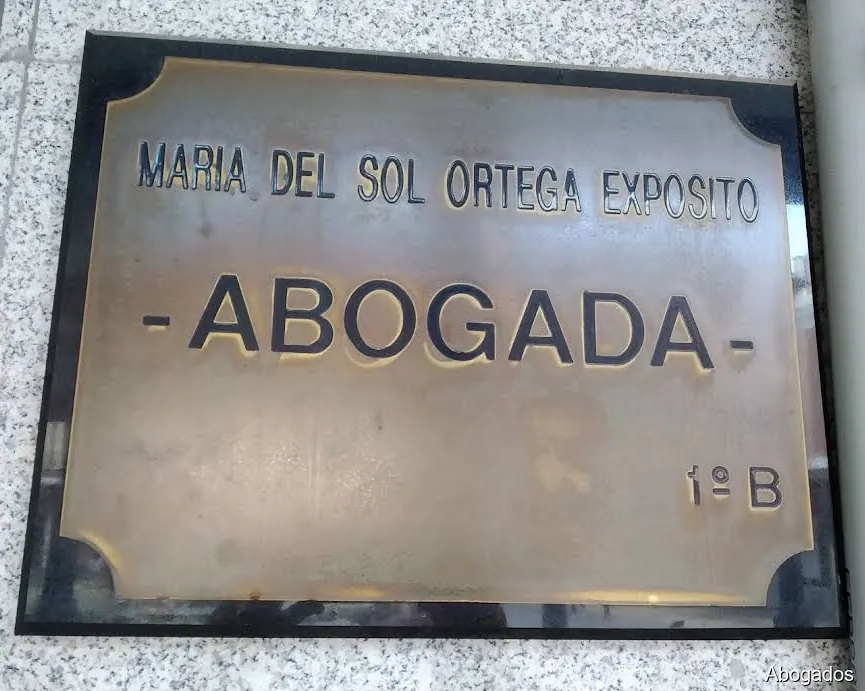 MARIA DEL SOL ORTEGA EXPOSITO
-ABOGADA-
1º B
Abogados